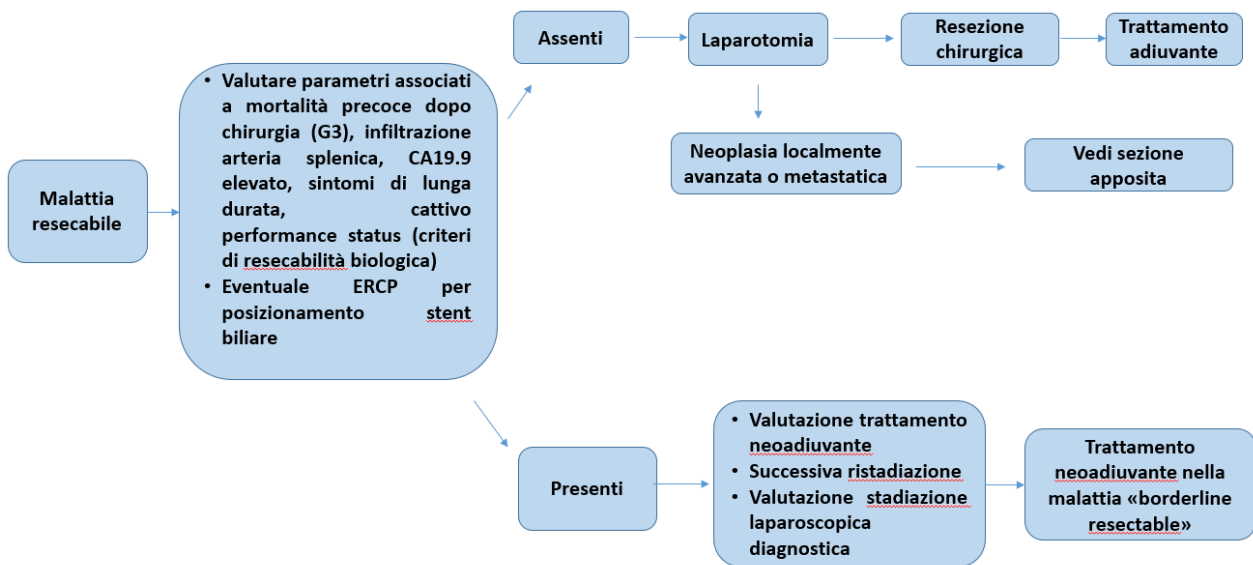 Malattia
resecabile
• Valutare parametri associati
a mortalità precoce dopo
chirurgia (G3), infiltrazione
arteria splenica, CA19.9
elevato, sintomi di lunga
durata, cattivo
performance status (criteri
di resecabilità biologica)
• Eventuale ERCP per
posizionamento stent
biliare
Assenti
Laparotomia
Resezione
chirurgica
Trattamento
adiuvante
Neoplasia localmente
avanzata o metastatica
Vedi sezione
apposita
Presenti
• Valutazione trattamento
neoadiuvante
• Successiva ristadiazione
• Valutazione stadiazione
laparoscopica
diagnostica
Trattamento
neoadiuvante nella
malattia «borderline
resectable»